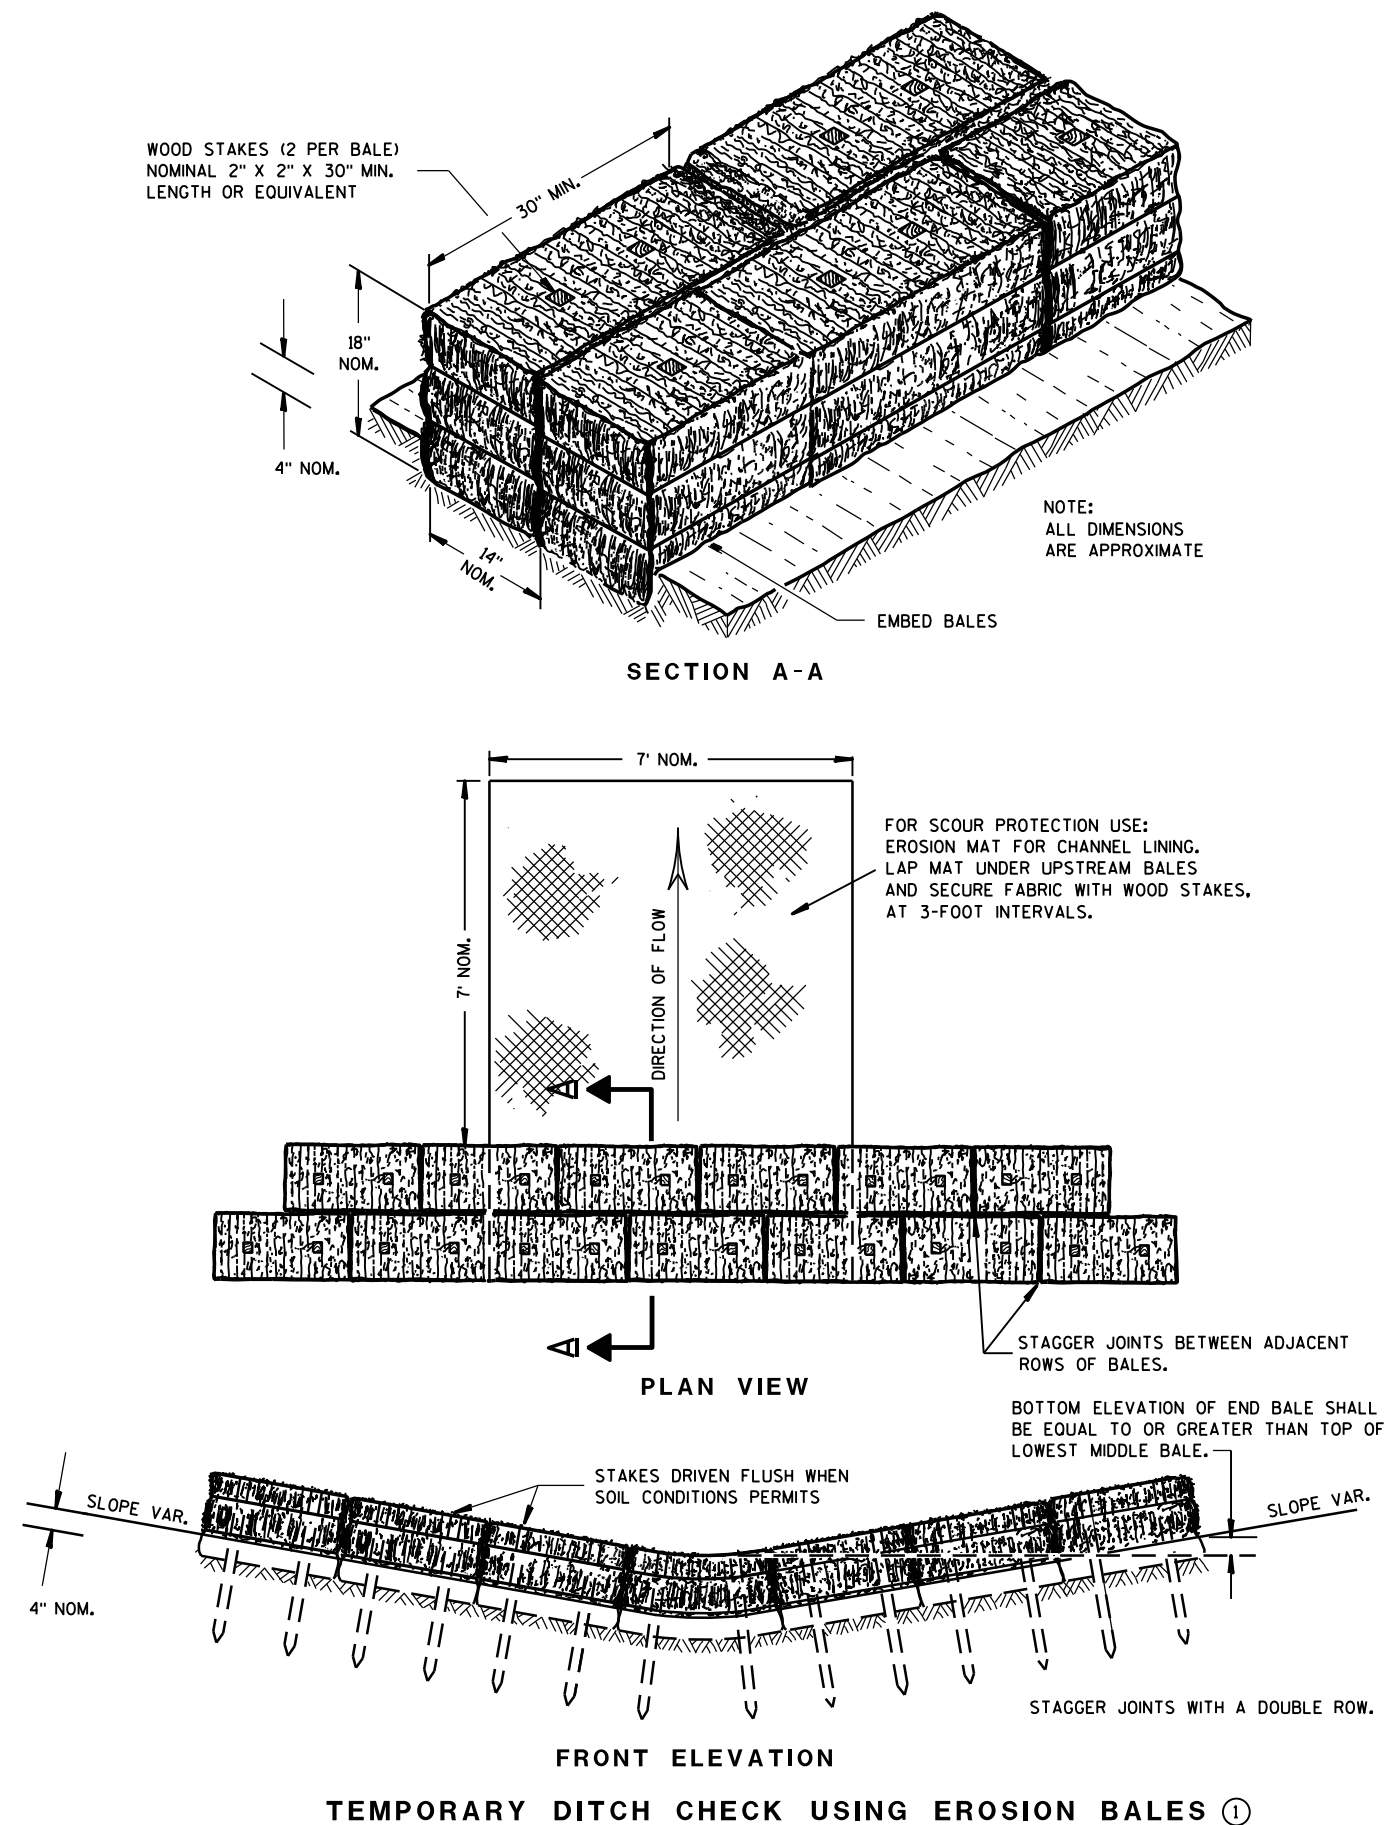 WOOD STAKES (2 PER BALE)
NOMINAL 2" X 2" X 30" MIN.
LENGTH OR EQUIVALENT
30" MIN.
18"
NOM.
4" NOM.
14"
NOM.
NOTE:
ALL DIMENSIONS
ARE APPROXIMATE
EMBED BALES
SECTION A-A
7' NOM.
7' NOM.
DIRECTION OF FLOW
FOR SCOUR PROTECTION USE:
EROSION MAT FOR CHANNEL LINING.
LAP MAT UNDER UPSTREAM BALES
AND SECURE FABRIC WITH WOOD STAKES,
AT 3-FOOT INTERVALS.
A
A
STAGGER JOINTS BETWEEN ADJACENT
ROWS OF BALES.
PLAN VIEW
BOTTOM ELEVATION OF END BALE SHALL
BE EQUAL TO OR GREATER THAN TOP OF
LOWEST MIDDLE BALE.
STAKES DRIVEN FLUSH WHEN
SOIL CONDITIONS PERMITS
SLOPE VAR.
SLOPE VAR.
4" NOM.
STAGGER JOINTS WITH A DOUBLE ROW.
FRONT ELEVATION
TEMPORARY DITCH CHECK USING EROSION BALES ①